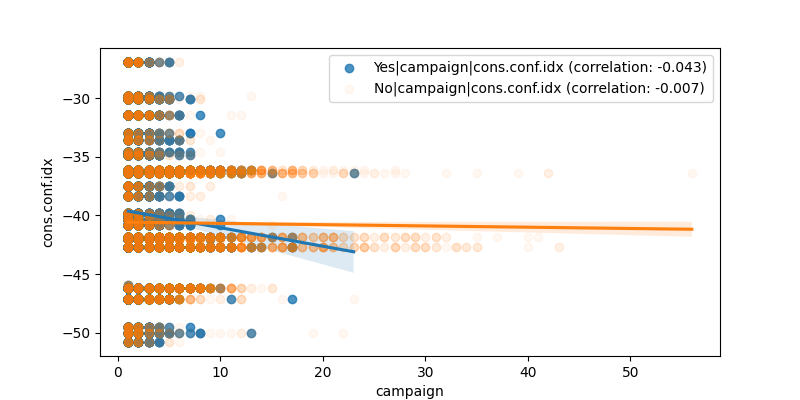 Yes|campaign|cons.conf.idx (correlation: -0.043)
No|campaign|cons.conf.idx (correlation: -0.007)
cons.conf.idx
−30
−35
−40
−45
−50
0 10 20 30 40 50
campaign